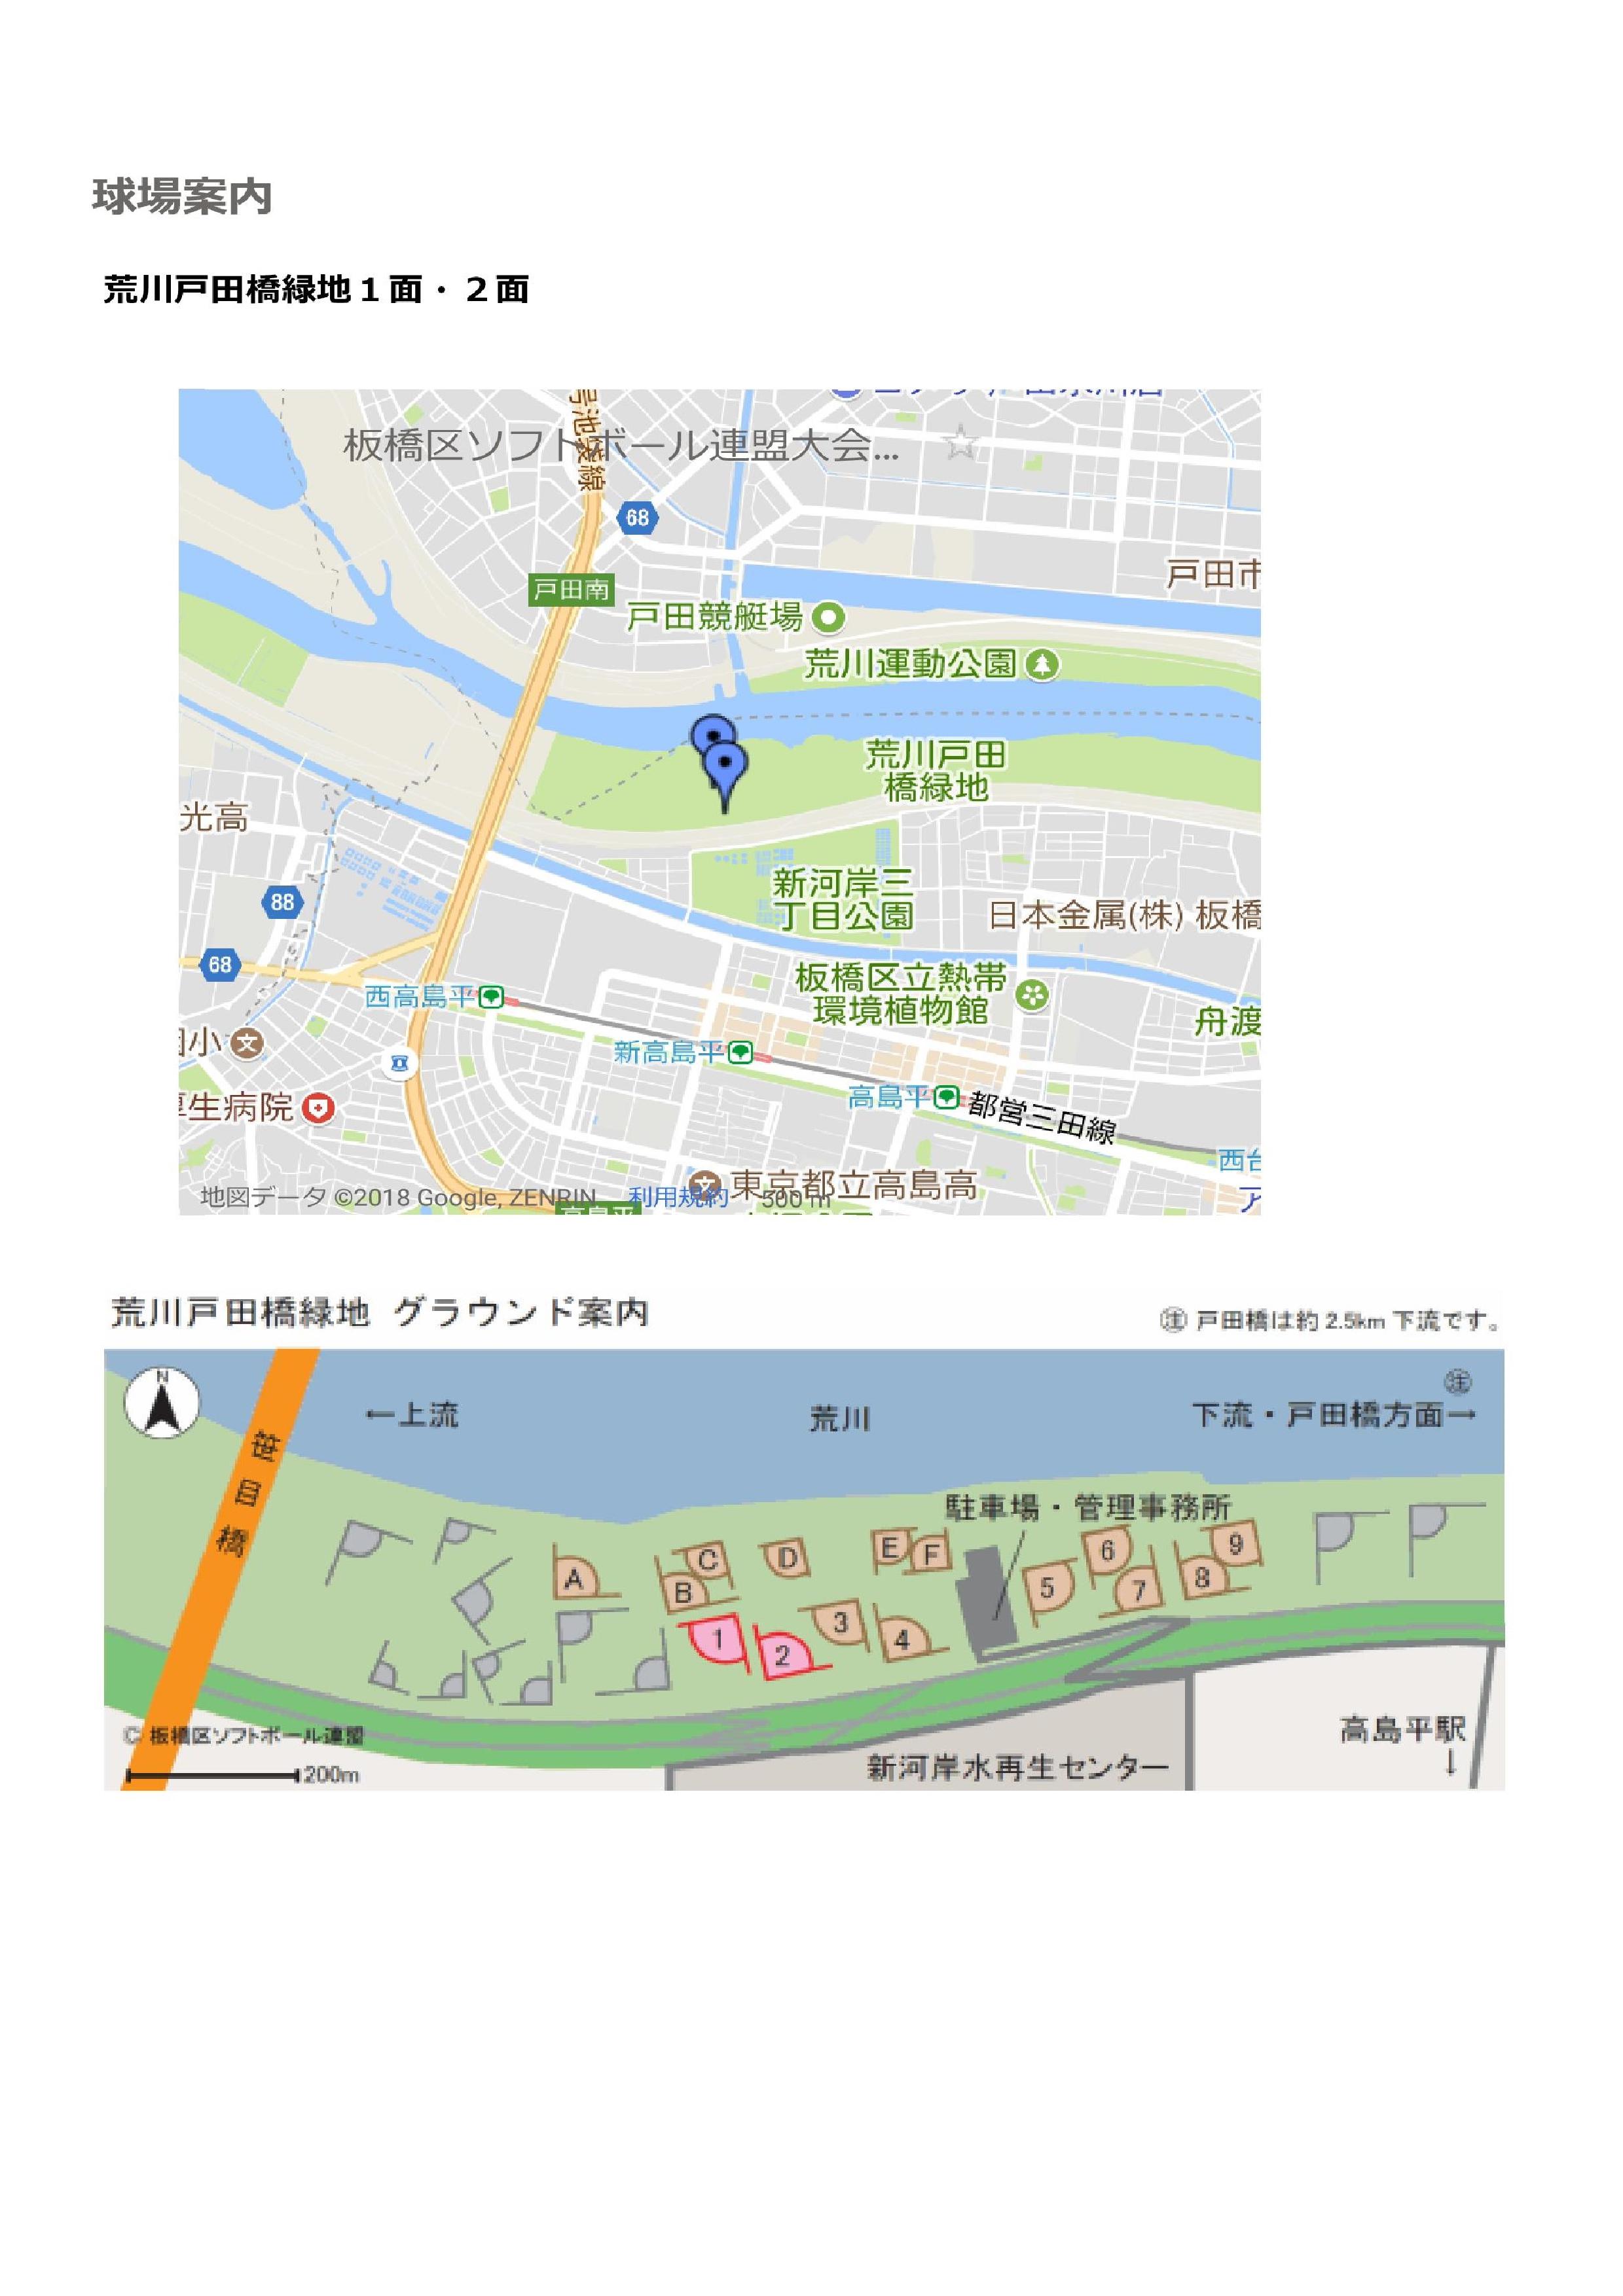 球場案内
荒川戸田橋緑地１面・２面
板橋区ソフトボール連盟大会...
号池袋線
68
戸田南
戸田競艇場
戸田市
荒川運動公園
荒川戸田
橋緑地
光高
新河岸三
丁目公園
88
日本金属(株) 板橋
68
西高島平
板橋区立熱帯
環境植物館
舟渡
小
文
新高島平
高島平
都営三田線
生病院
西台
ア
文
東京都立高島高
地図データ ©2018 Google, ZENRIN
利用規約
500 m
高島平
荒川戸田橋緑地 グラウンド案内
㊟ 戸田橋は約 2.5km 下流です。
N
㊟
←上流
荒川
下流・戸田橋方面→
笹目橋
駐車場・管理事務所
A
B
C
D
E
F
1
2
3
4
5
6
7
8
9
© 板橋区ソフトボール連盟
200m
新河岸水再生センター
高島平駅
↓